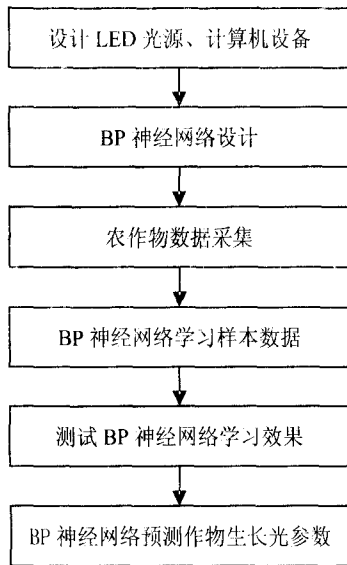 设计 LED 光源、计算机设备
BP 神经网络设计
农作物数据采集
BP 神经网络学习样本数据
测试 BP 神经网络学习效果
BP 神经网络预测作物生长光参数